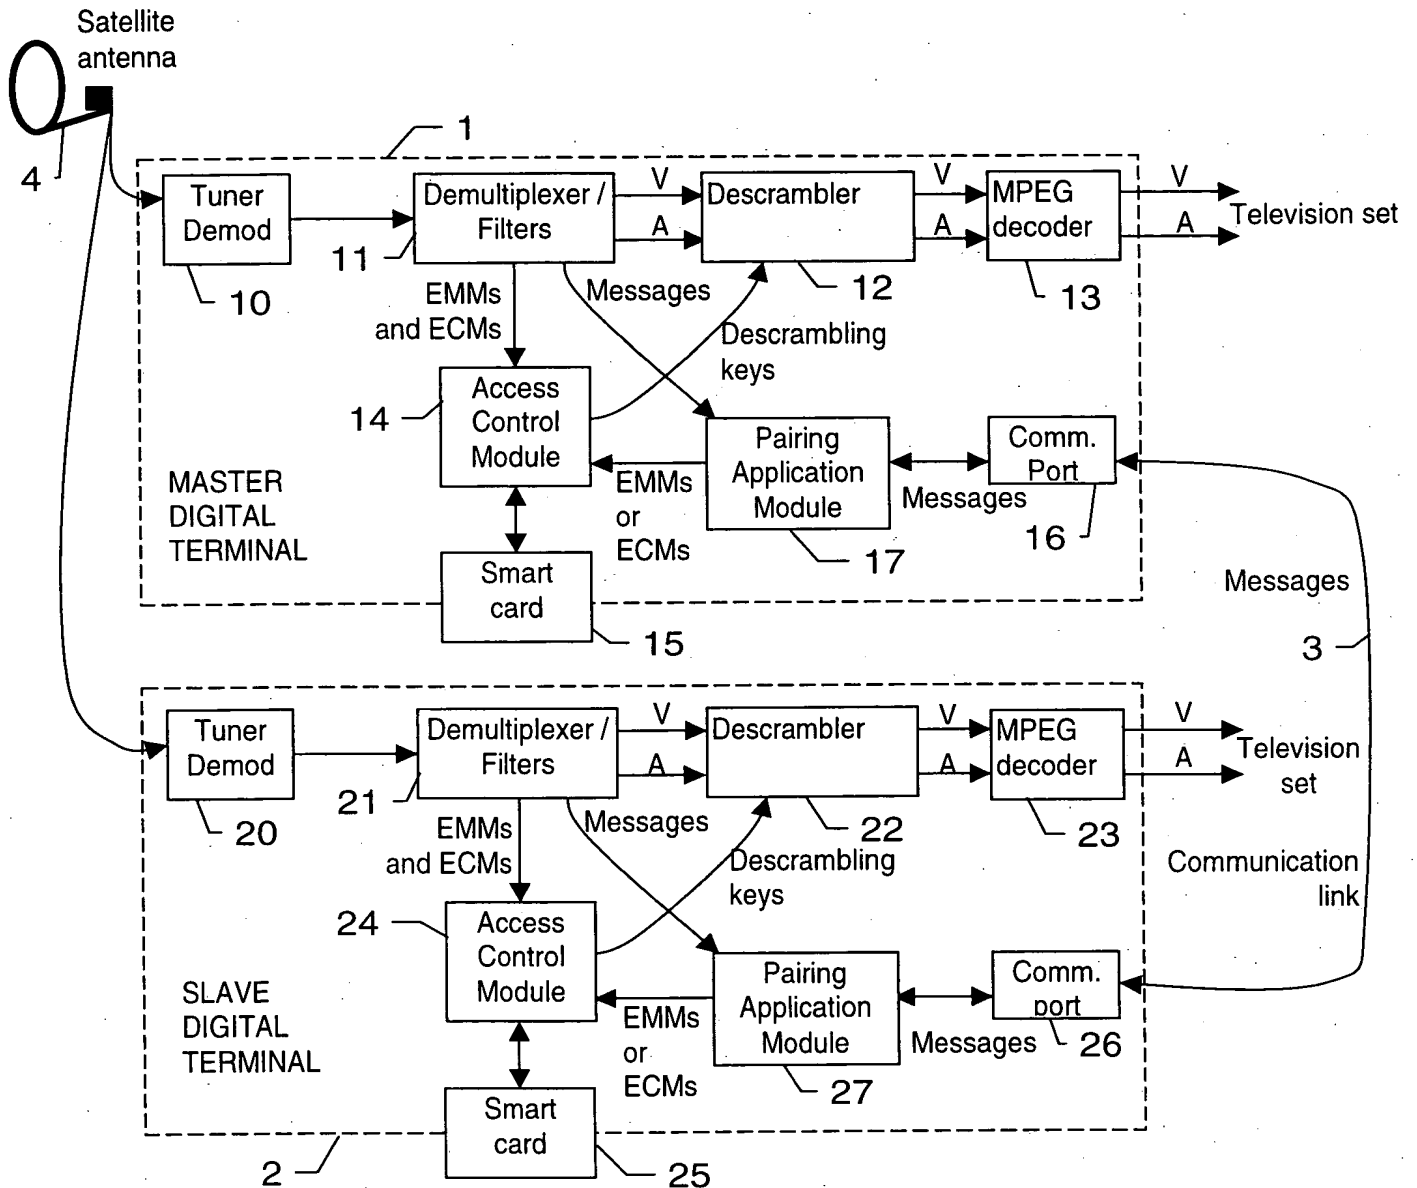 Satellite
antenna
4
1
Tuner
Demod
10
Demultiplexer /
Filters
11
V
A
Descrambler
12
V
A
MPEG
decoder
13
V
A
Television set
EMMs
and ECMs
Messages
Descrambling
keys
14
Access
Control
Module
EMMs
or
ECMs
Pairing
Application
Module
17
Messages
Comm.
Port
16
MASTER
DIGITAL
TERMINAL
Smart
card
15
Messages
3
Communication
link
Tuner
Demod
20
Demultiplexer /
Filters
21
V
A
Descrambler
22
V
A
MPEG
decoder
23
V
A
Television
set
EMMs
and ECMs
Messages
Descrambling
keys
24
Access
Control
Module
EMMs
or
ECMs
Pairing
Application
Module
27
Messages
Comm.
port
26
SLAVE
DIGITAL
TERMINAL
Smart
card
25
2